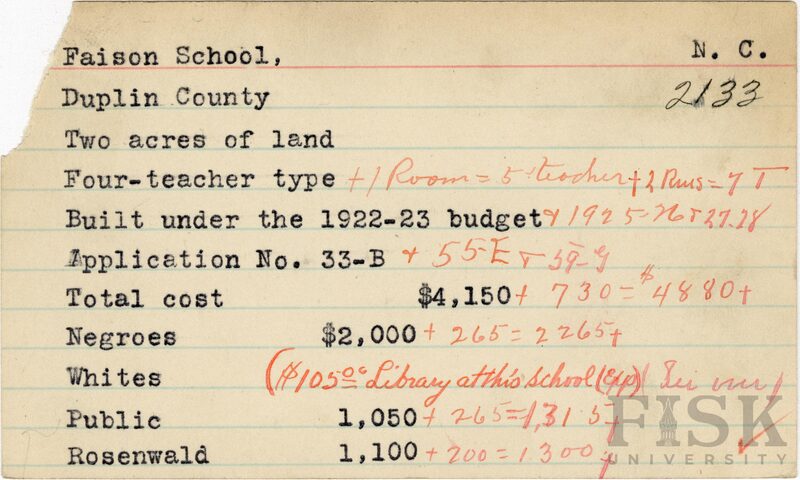 Faison School, N. C.
Duplin County 2133
Two acres of land
Four-teacher type +1 Room = 5-teacher + 2 Rms = 7 T
Built under the 1922-23 budget + 1925-26 + 27-28
Application No. 33-B + 55-E + 59-G
Total cost $4,150 + 730 = $4880 +
Negroes $2,000 + 265 = 2265 +
Whites ($105.00 Library at this school (Exp)
Public 1,050 + 265 = 1,315 +
Rosenwald 1,100 + 200 = 1300
FISK
UNIVERSITY